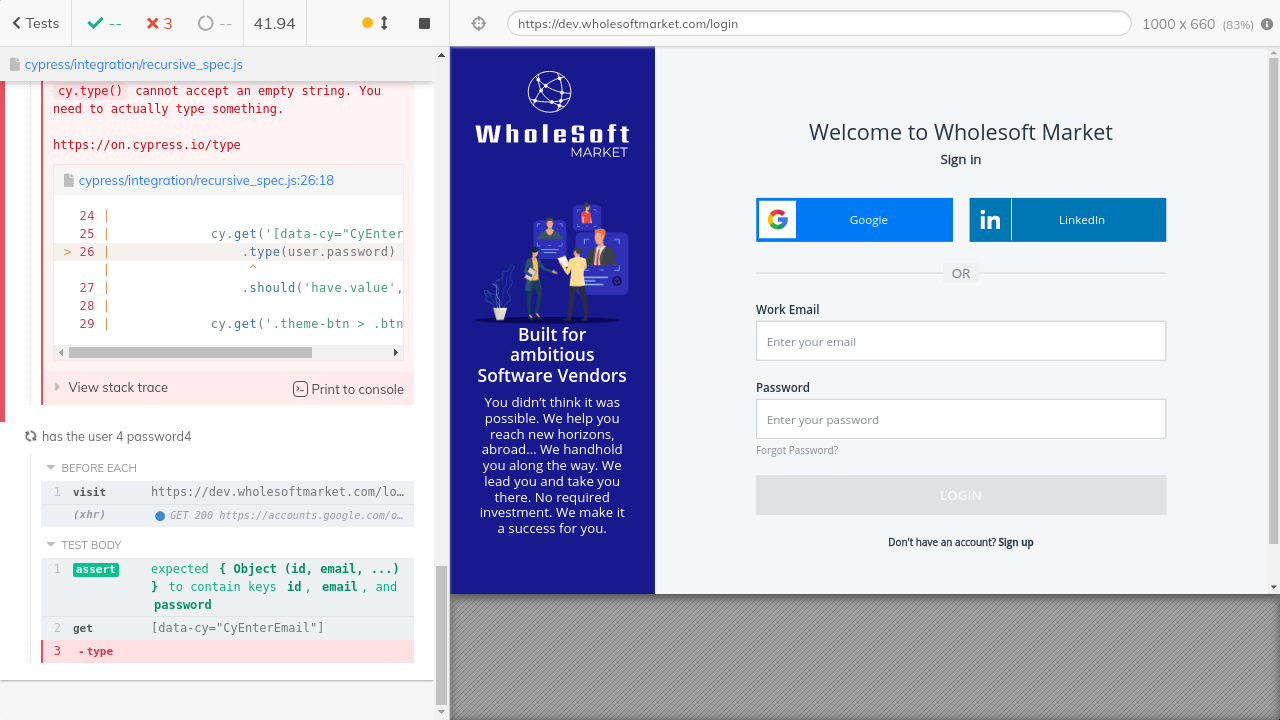 Tests
--
3
--
41.94
cypress/integration/recursive_spec.js
cy.type() cannot accept an empty string. You
need to actually type something.
https://on.cypress.io/type
cypress/integration/recursive_spec.js:26:18
24 |
25 | cy.get('[data-cy="CyEnter
> 26 | .type(user.password)
| ^
27 | .should('have.value',
28 |
29 | cy.get('.theme-btn > .btn
View stack trace
Print to console
has the user 4 password4
BEFORE EACH
1 visit https://dev.wholesoftmarket.com/lo...
(xhr) GET 200 https://accounts.google.com/o...
TEST BODY
1 assert expected { Object (id, email, ...)
} to contain keys id, email, and
password
2 get [data-cy="CyEnterEmail"]
3 -type
https://dev.wholesoftmarket.com/login
1000 x 660 (83%)
WholeSoft
MARKET
Built for
ambitious
Software Vendors
You didn't think it was
possible. We help you
reach new horizons,
abroad... We handhold
you along the way. We
lead you and take you
there. No required
investment. We make it
a success for you.
Welcome to Wholesoft Market
Sign In
Google
in LinkedIn
OR
Work Email
Enter your email
Password
Enter your password
Forgot Password?
LOGIN
Don't have an account? Sign up